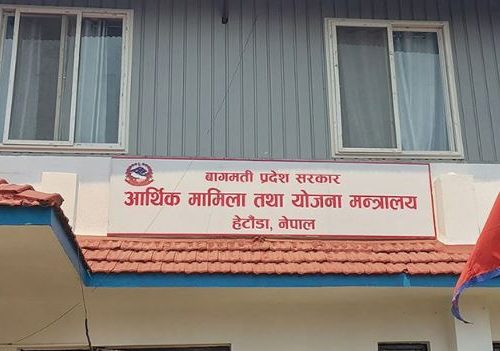 बागमती प्रदेश सरकार
आर्थिक मामिला तथा योजना मन्त्रालय
हेटौंडा, नेपाल